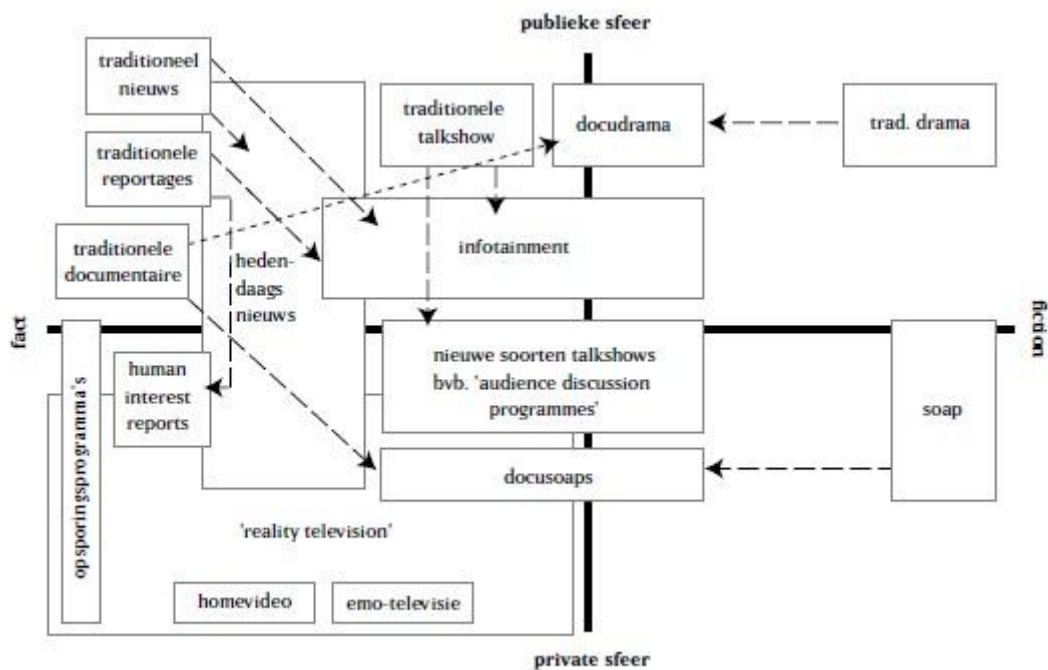 publieke sfeer
traditioneel
nieuws
traditionele
talkshow
docudrama
trad. drama
traditionele
reportages
traditionele
documentaire
heden-
daags
nieuws
infotainment
fact
fiction
opsporingsprogramma's
human
interest
reports
nieuwe soorten talkshows
bvb. 'audience discussion
programmes'
soap
docusoaps
'reality television'
homevideo
emo-televisie
private sfeer